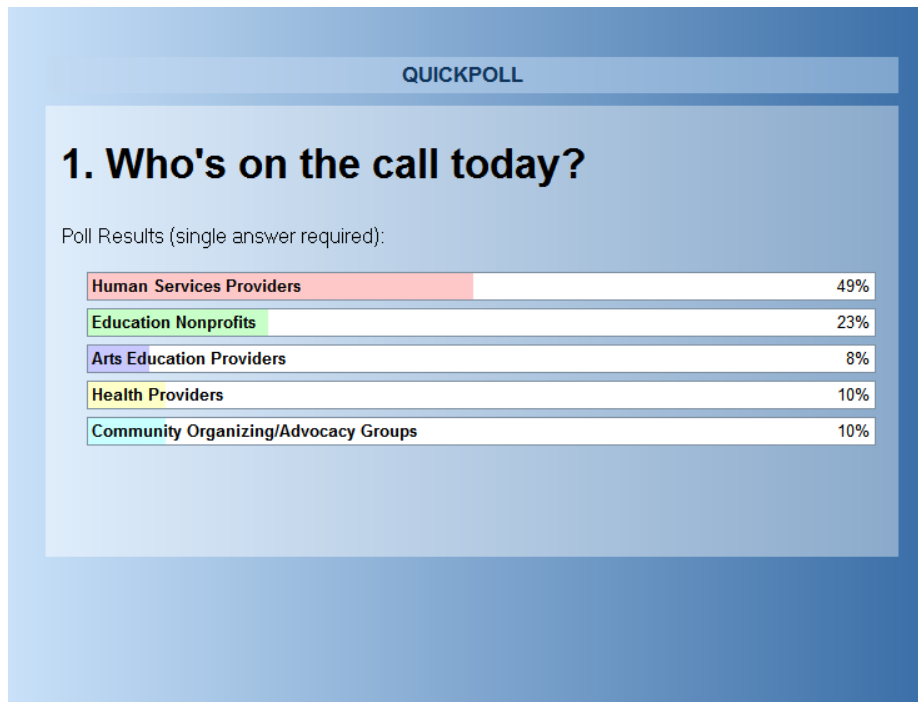 QUICKPOLL
1. Who's on the call today?
Poll Results (single answer required):
Human Services Providers 49%
Education Nonprofits 23%
Arts Education Providers 8%
Health Providers 10%
Community Organizing/Advocacy Groups 10%